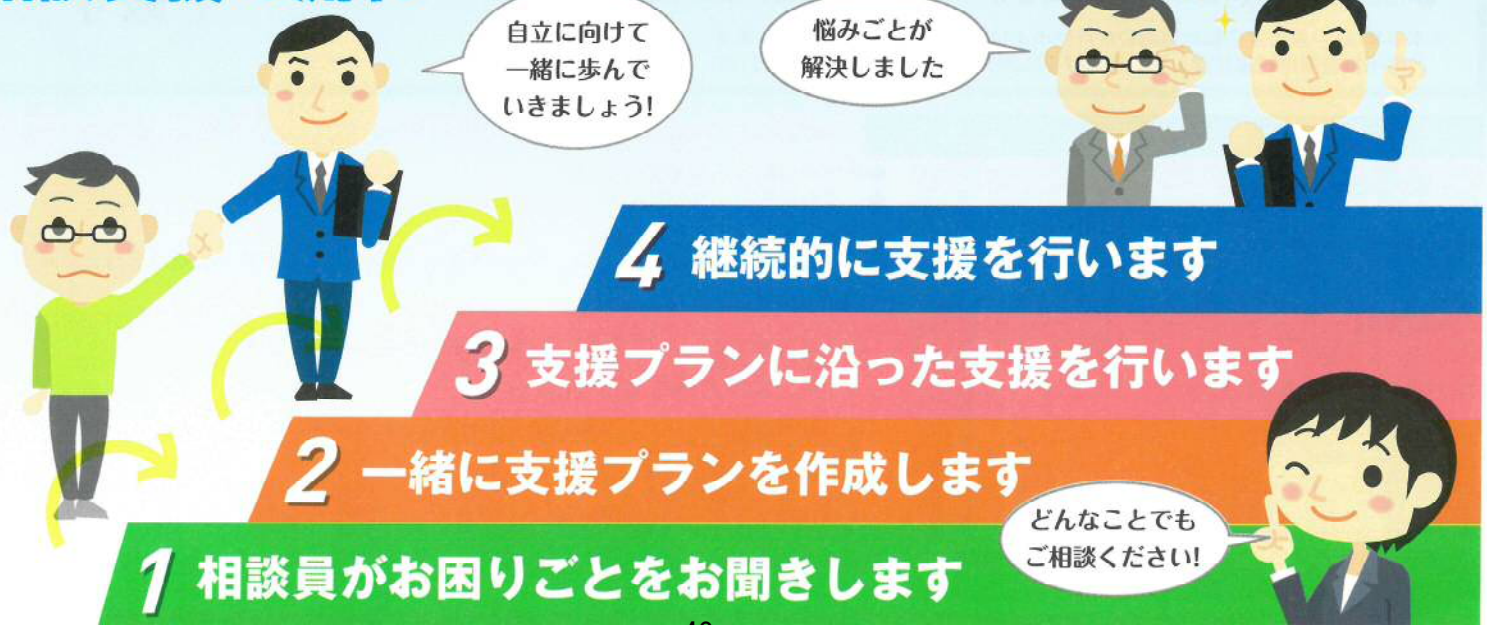 自立に向けて
一緒に歩んで
いきましょう!
悩みごとが
解決しました
4 継続的に支援を行います
3 支援プランに沿った支援を行います
2 一緒に支援プランを作成します
どんなことでも
ご相談ください!
1 相談員がお困りごとをお聞きします